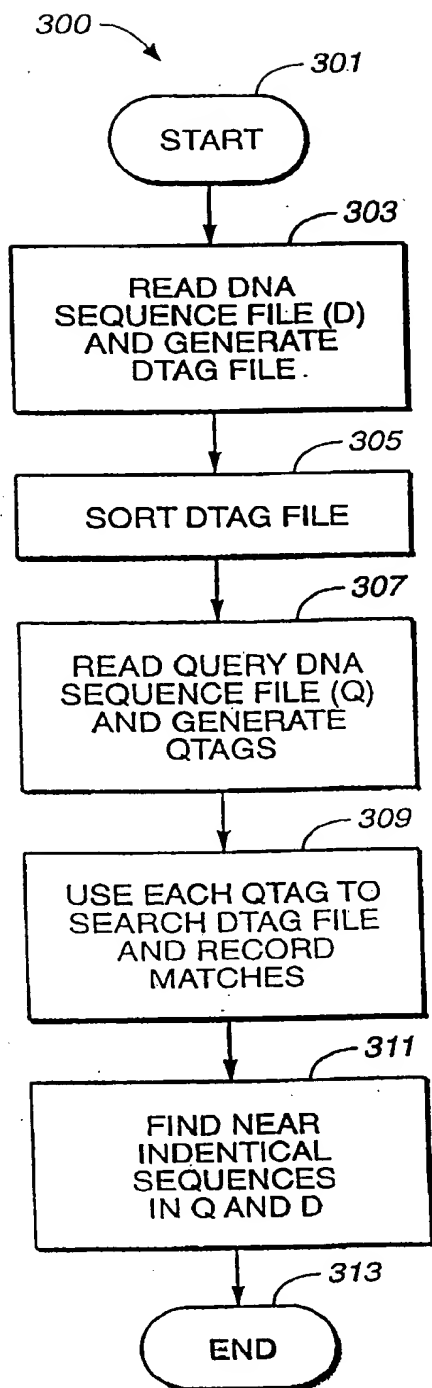 300
301
START
303
READ DNA
SEQUENCE FILE (D)
AND GENERATE
DTAG FILE.
305
SORT DTAG FILE
307
READ QUERY DNA
SEQUENCE FILE (Q)
AND GENERATE
QTAGS
309
USE EACH QTAG TO
SEARCH DTAG FILE
AND RECORD
MATCHES
311
FIND NEAR
INDENTICAL
SEQUENCES
IN Q AND D
313
END